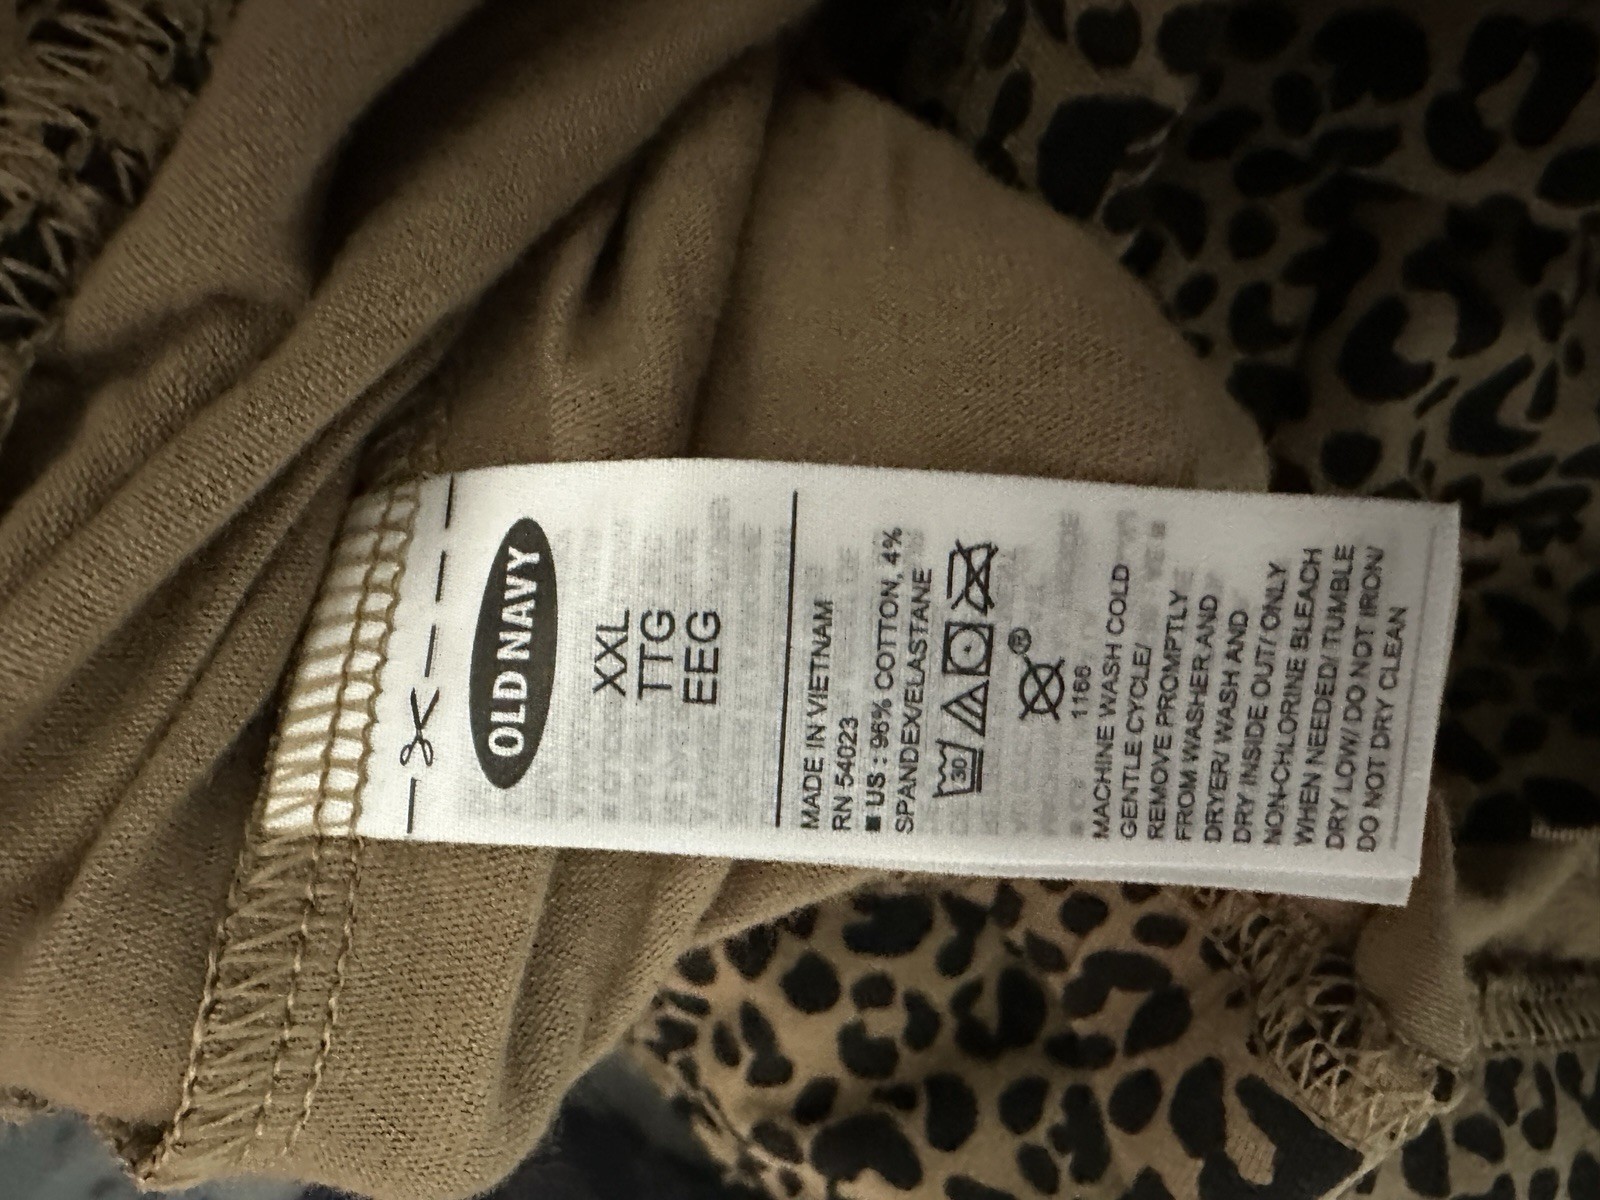 OLD NAVY
XXL
TTG
EEG
MADE IN VIETNAM
RN 54023
■ US : 96% COTTON, 4%
SPANDEX/ELASTANE
30
®
1166
MACHINE WASH COLD
GENTLE CYCLE/
REMOVE PROMPTLY
FROM WASHER AND
DRYER/ WASH AND
DRY INSIDE OUT/ ONLY
NON-CHLORINE BLEACH
WHEN NEEDED/ TUMBLE
DRY LOW/ DO NOT IRON/
DO NOT DRY CLEAN